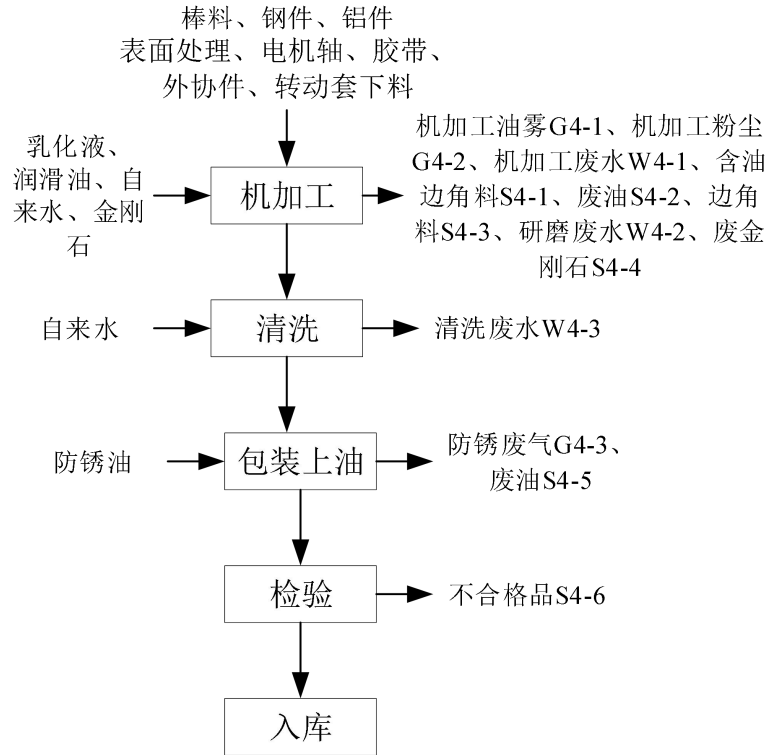 棒料、钢件、铝件
表面处理、电机轴、胶带、
外协件、转动套下料
乳化液、
润滑油、自
来水、金刚
石
机加工
机加工油雾G4-1、机加工粉尘
G4-2、机加工废水W4-1、含油
边角料S4-1、废油S4-2、边角
料S4-3、研磨废水W4-2、废金
刚石S4-4
自来水
清洗
清洗废水W4-3
防锈油
包装上油
防锈废气G4-3、
废油S4-5
检验
不合格品S4-6
入库